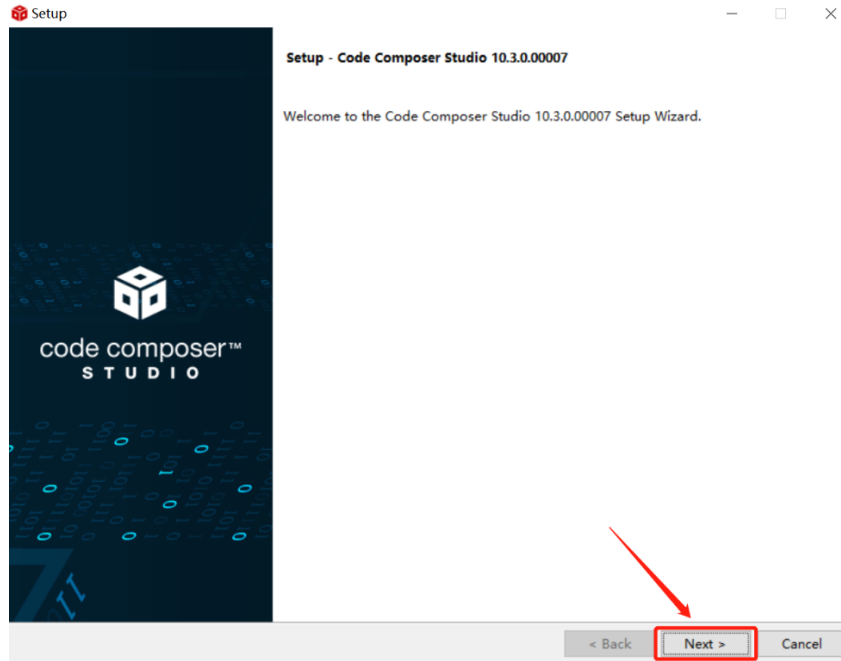 Setup
Setup - Code Composer Studio 10.3.0.00007
Welcome to the Code Composer Studio 10.3.0.00007 Setup Wizard.
code composer™
STUDIO
< Back
Next >
Cancel